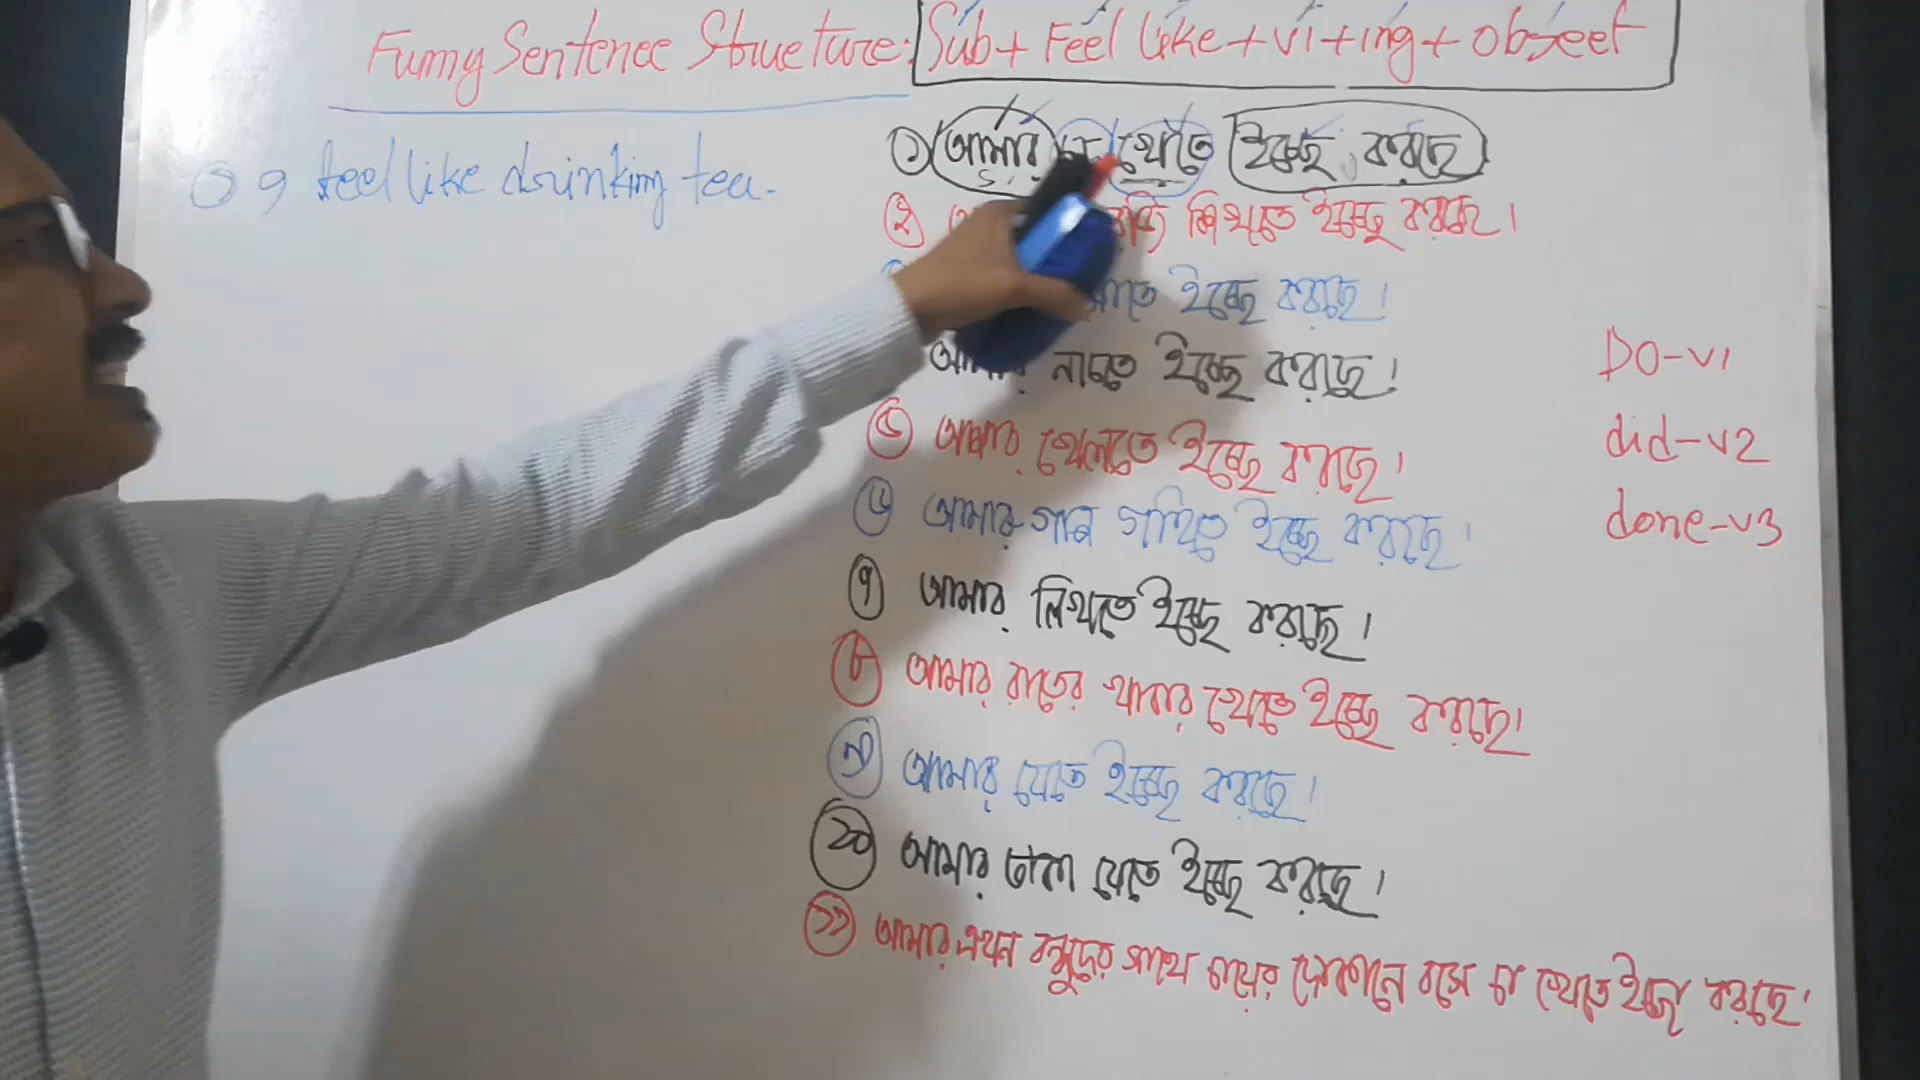 Funny Sentence Structure: Sub + Feel like + v1 + ing + object
① I feel like drinking tea.
① আমার খেতে ইচ্ছে করছে
② শিখতে ইচ্ছে করছে।
ইচ্ছে করছে।
আমার নাচতে ইচ্ছে করছে।
⑤ আমার খেলতে ইচ্ছে করছে।
⑥ আমার গান গাইতে ইচ্ছে করছে।
⑦ আমার লিখতে ইচ্ছে করছে।
⑧ আমার রাতের খাবার খেতে ইচ্ছে করছে।
⑨ আমার যেতে ইচ্ছে করছে।
⑩ আমার ঢাকা যেতে ইচ্ছে করছে।
⑪ আমার এখন বন্ধুদের সাথে চায়ের দোকানে বসে চা খেতে ইচ্ছে করছে।
DO-v1
did-v2
done-v3